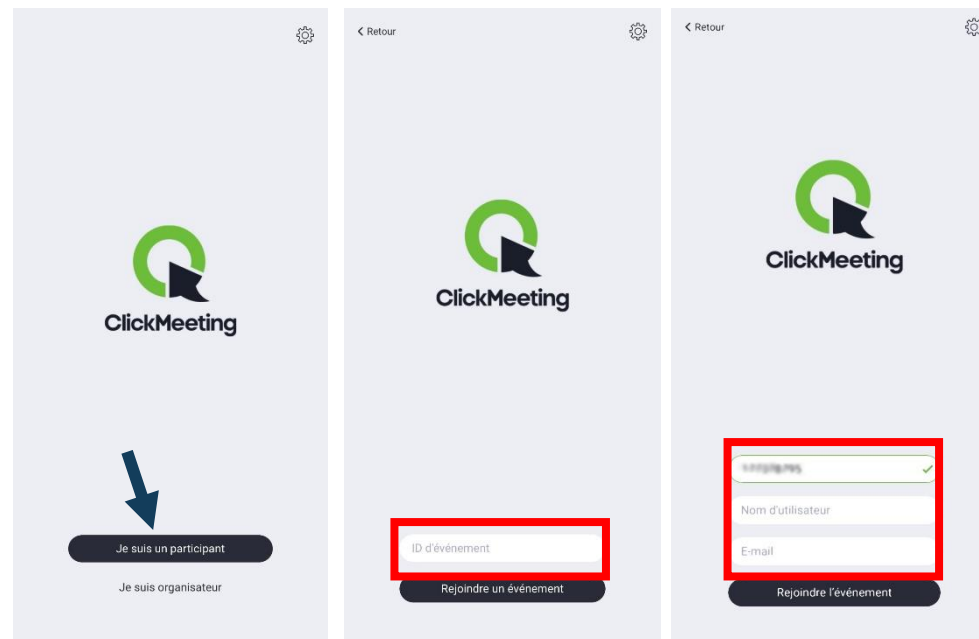 ClickMeeting
Je suis un participant
Je suis organisateur
Retour
ClickMeeting
ID d'événement
Rejoindre un événement
Retour
ClickMeeting
Nom d'utilisateur
E-mail
Rejoindre l'événement